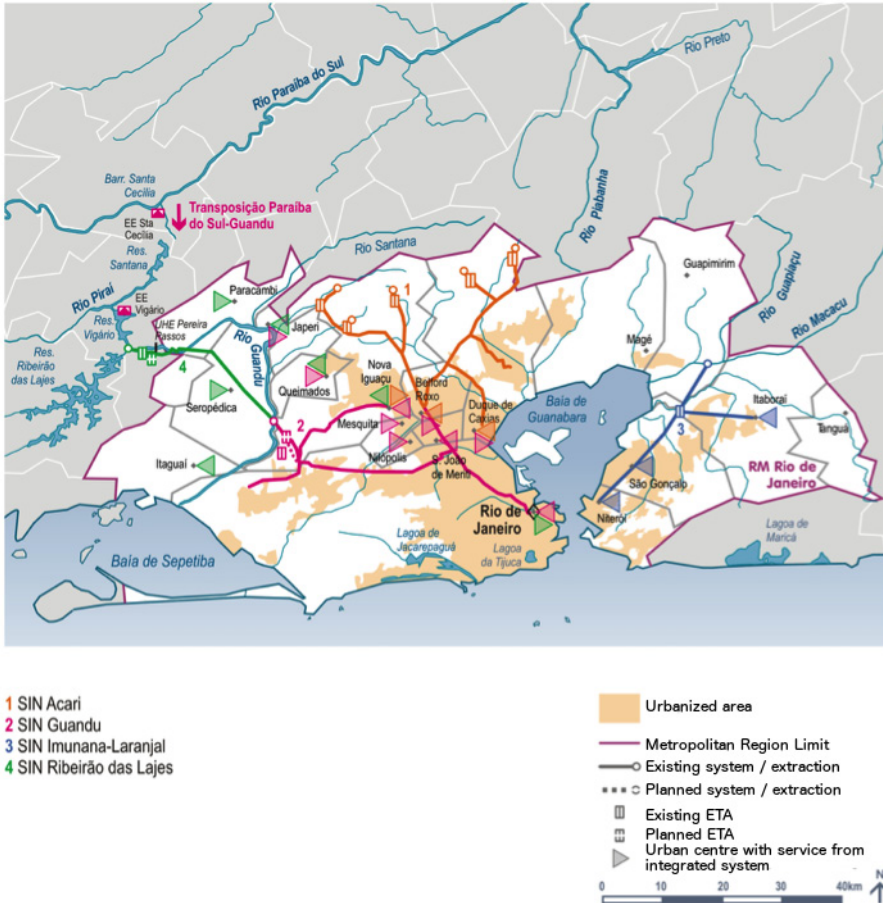 Rio Preto
Rio Paraíba do Sul
Rio Piabanha
Barr. Santa
Cecília
Transposição Paraíba
do Sul-Guandu
EE Sta
Cecília
Res.
Santana
Rio Santana
Rio Piraí
EE
Vigário
Res.
Vigário
UHE Pereira
Passos
Res.
Ribeirão
das Lajes
4
Paracambi
Japeri
Rio Guandu
1
Guapimirim
Rio Guapiaçu
Rio Macacu
Magé
Seropédica
Queimados
Nova
Iguaçu
Belford
Roxo
Duque de
Caxias
Baía de
Guanabara
Itaboraí
Tanguá
2
Mesquita
Nilópolis
S. João
de Meriti
3
Itaguaí
RM Rio de
Janeiro
São Gonçalo
Niterói
Rio de
Janeiro
Lagoa de
Jacarepaguá
Lagoa
da Tijuca
Lagoa de
Maricá
Baía de Sepetiba
1 SIN Acari
2 SIN Guandu
3 SIN Imunana-Laranjal
4 SIN Ribeirão das Lajes
Urbanized area
Metropolitan Region Limit
Existing system / extraction
Planned system / extraction
Existing ETA
Planned ETA
Urban centre with service from
integrated system
0 10 20 30 40km
N